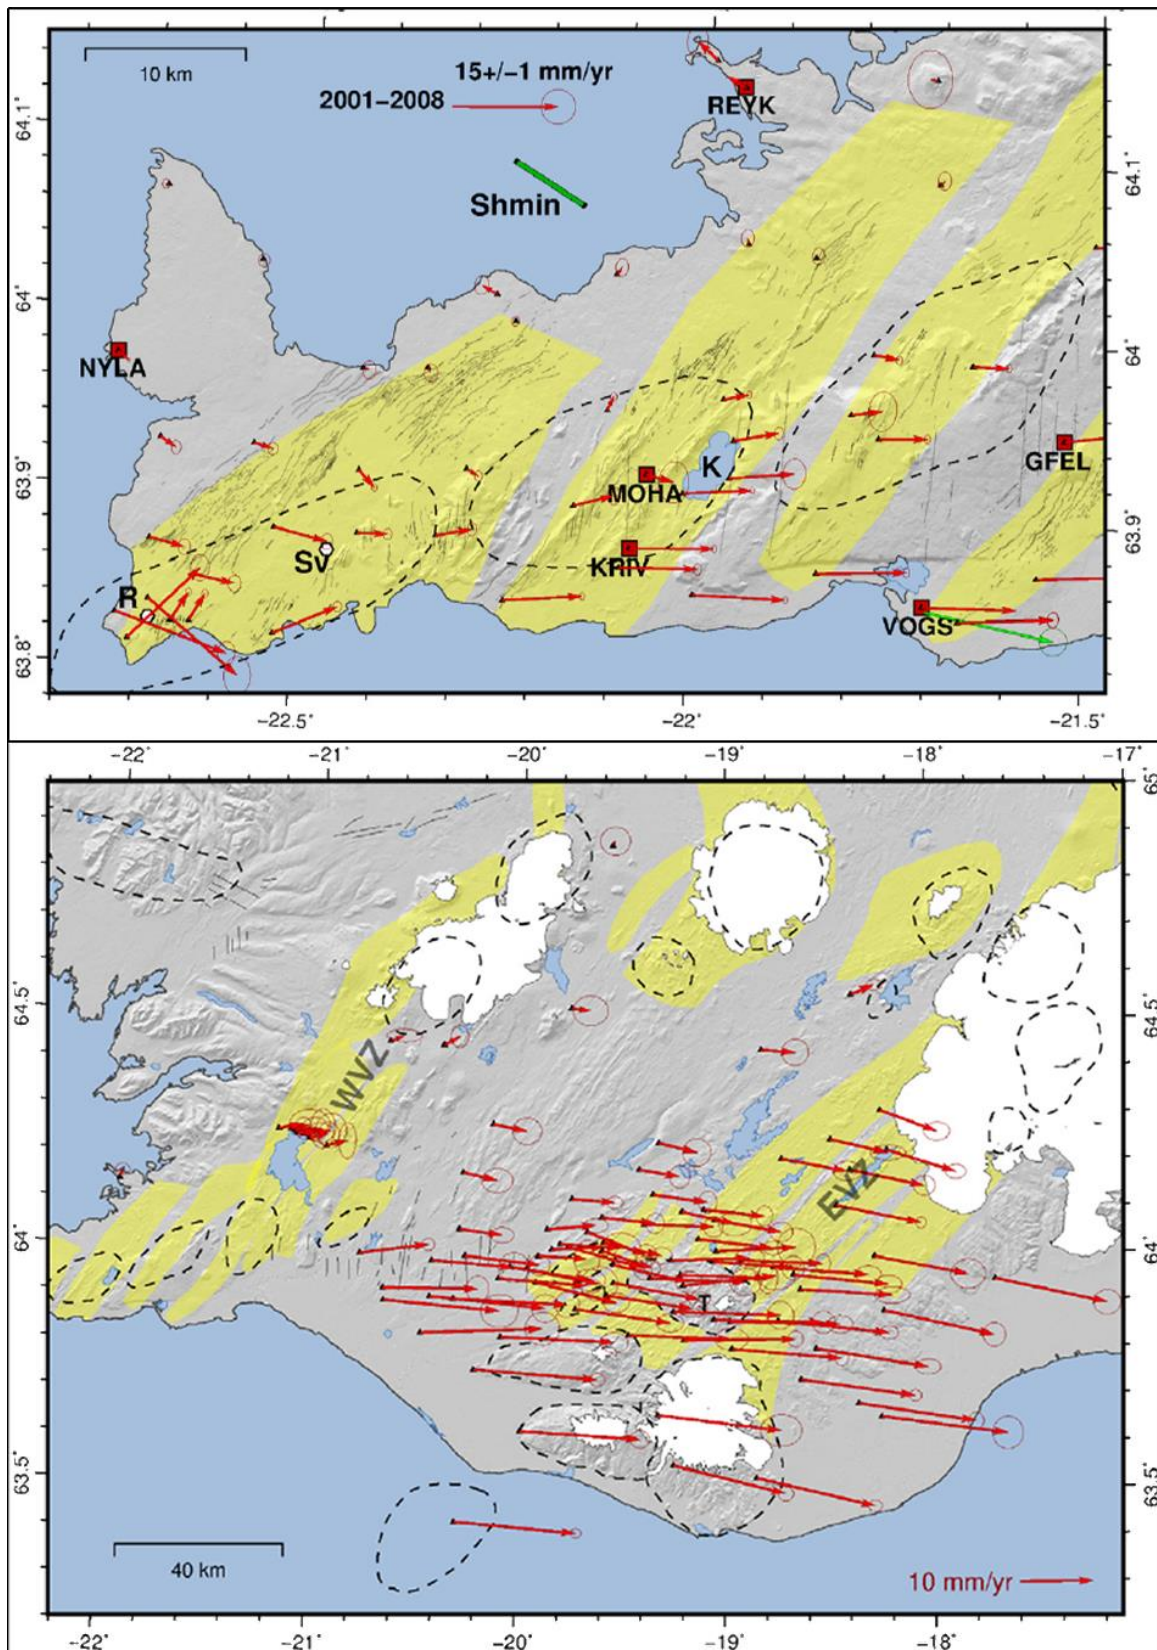 10 km
15+/−1 mm/yr
2001−2008
REYK
Shmin
64.1°
64.1°
64°
64°
NYLA
K
MOHA
GFEL
63.9°
63.9°
Sv
KRIV
R
VOGS
63.8°
−22.5°
−22°
−21.5°
−22°
−21°
−20°
−19°
−18°
−17°
65°
64.5°
64.5°
WVZ
EVZ
64°
64°
T
63.5°
63.5°
40 km
10 mm/yr
−22°
−21°
−20°
−19°
−18°